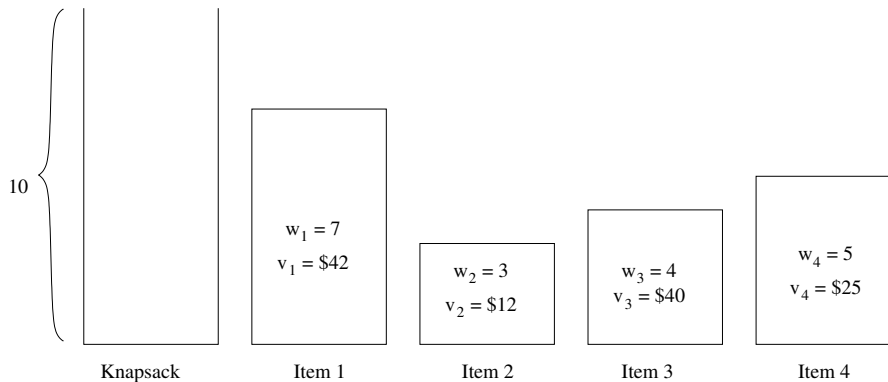 10
w1 = 7
v1 = $42
w2 = 3
v2 = $12
w3 = 4
v3 = $40
w4 = 5
v4 = $25
Knapsack
Item 1
Item 2
Item 3
Item 4